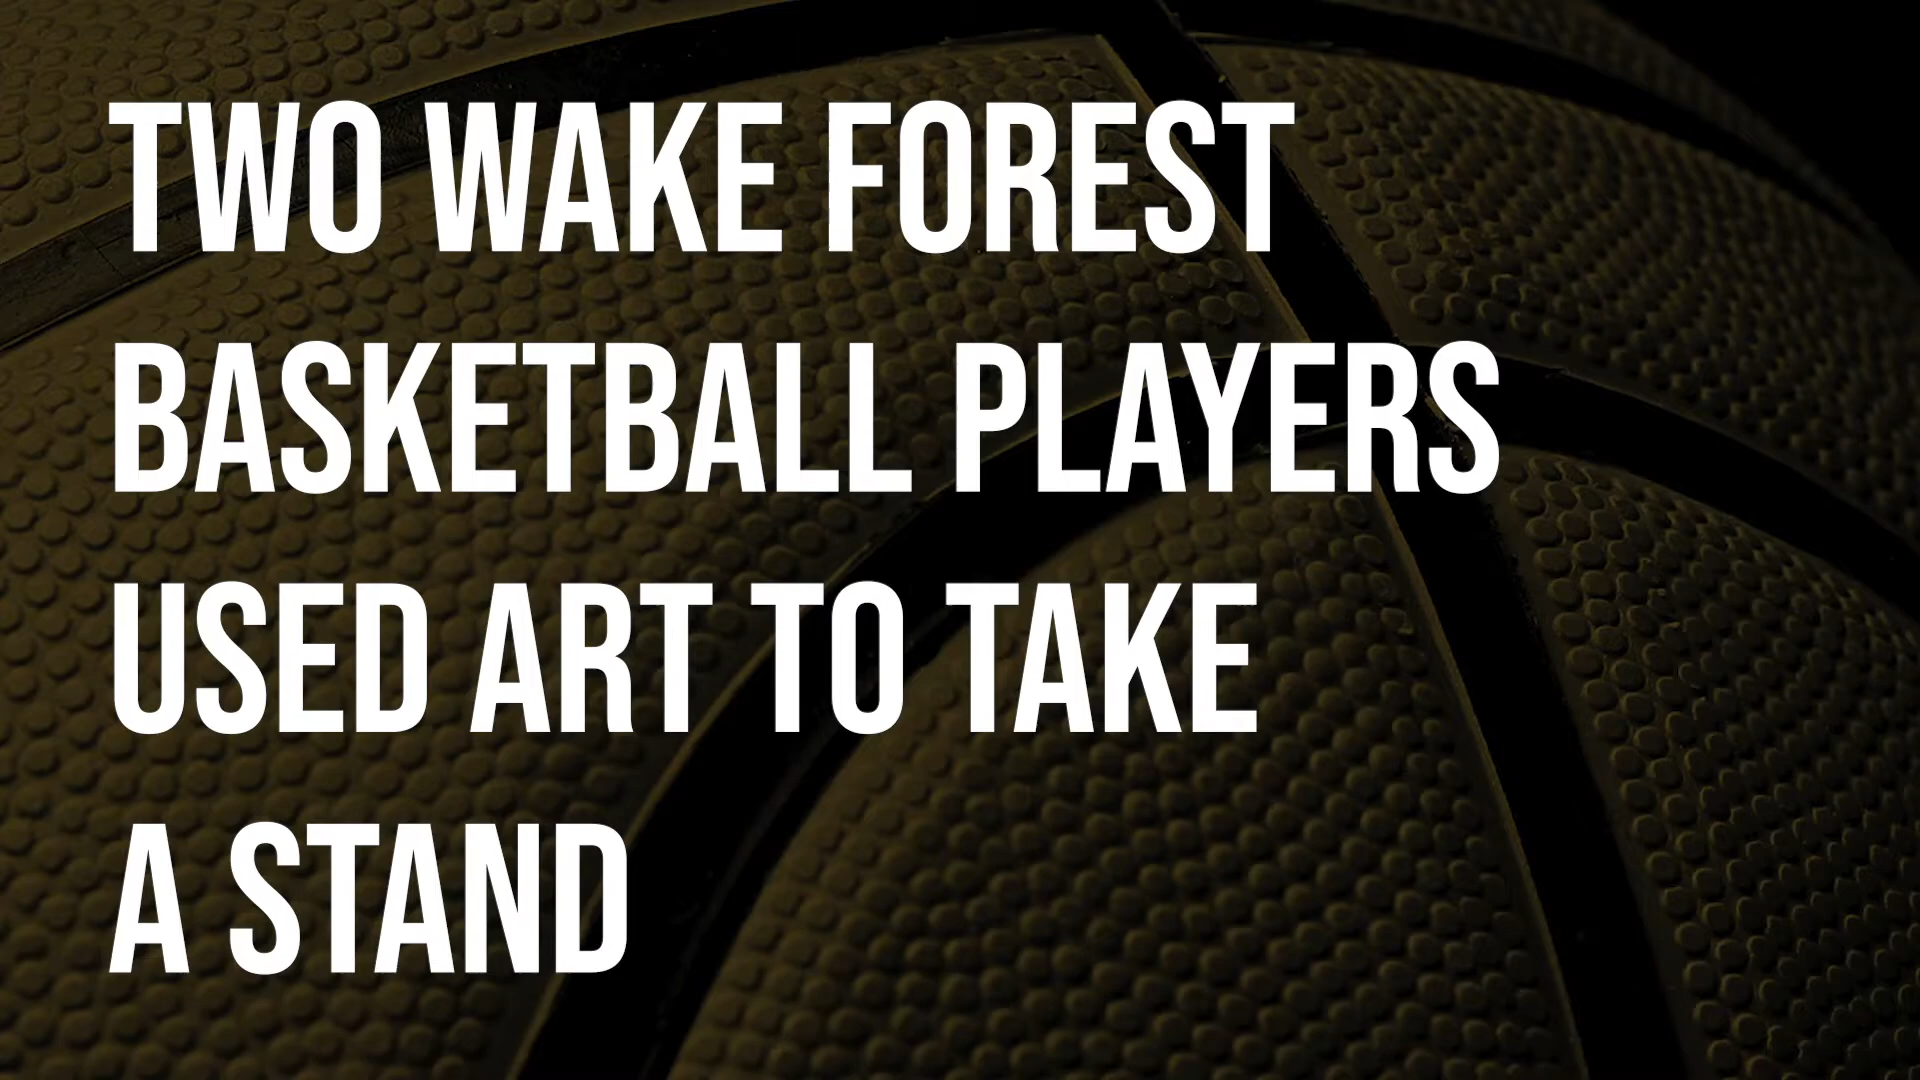 TWO WAKE FOREST
BASKETBALL PLAYERS
USED ART TO TAKE
A STAND